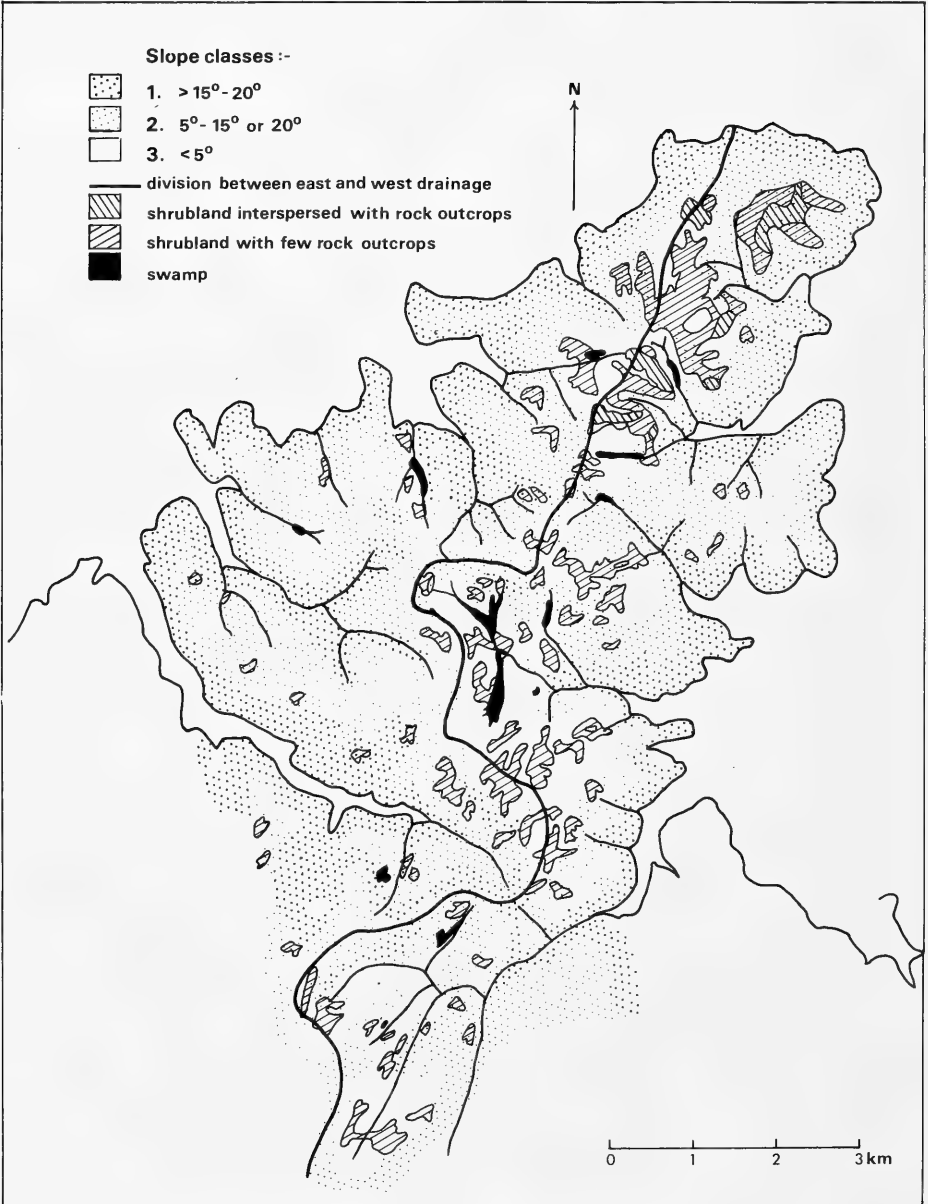 Slope classes :-
1. >15°-20°
2. 5°-15° or 20°
3. <5°
division between east and west drainage
shrubland interspersed with rock outcrops
shrubland with few rock outcrops
swamp
N
0 1 2 3 km